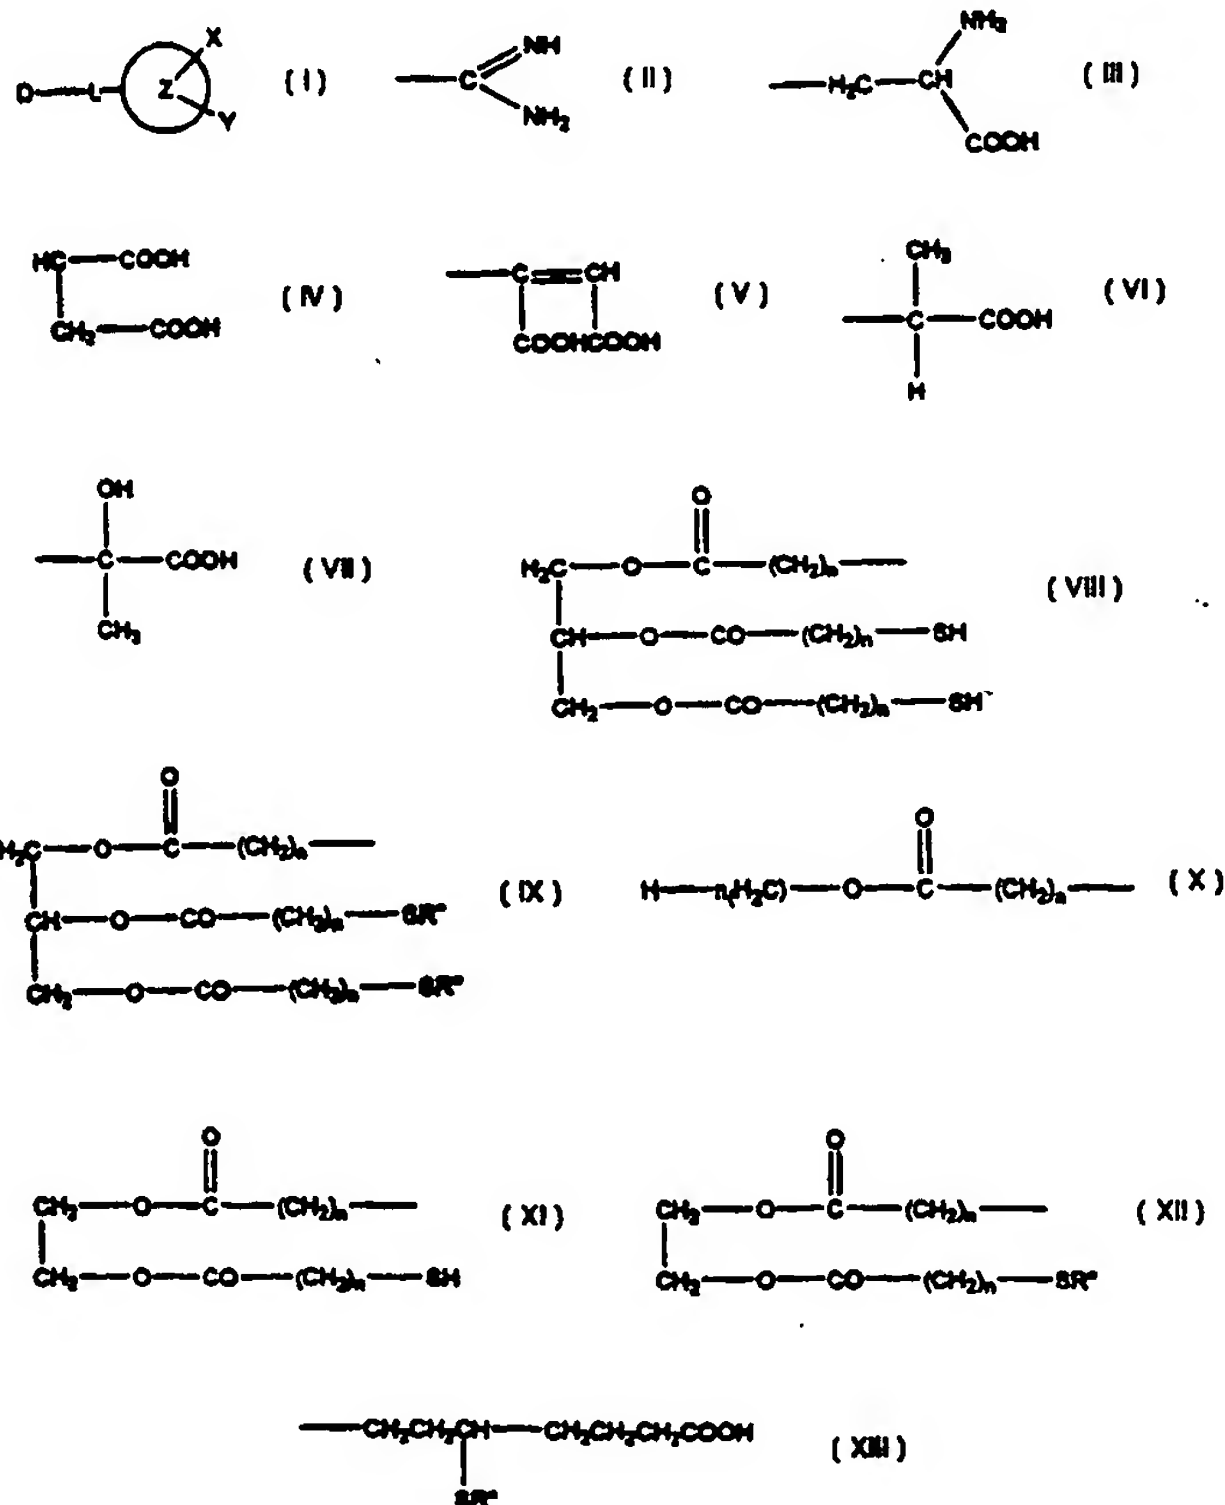 X
D L Z (I)
Y
NH
C (II)
NH2
NH2
H2C CH (III)
COOH
HC COOH
(IV)
CH2 COOH
C CH (V)
COOH COOH
CH3
C COOH (VI)
H
OH
C COOH (VII)
CH3
O
H2C O C (CH2)n (VIII)
CH O CO (CH2)n SH
CH2 O CO (CH2)n SH
O
H2C O C (CH2)n
CH O CO (CH2)n SR" (IX)
CH2 O CO (CH2)n SR"
O
H n(H2C) O C (CH2)n (X)
O
CH2 O C (CH2)n (XI)
CH2 O CO (CH2)n SH
O
CH2 O C (CH2)n (XII)
CH2 O CO (CH2)n SR"
CH2CH2CH CH2CH2CH2COOH (XIII)
SR"